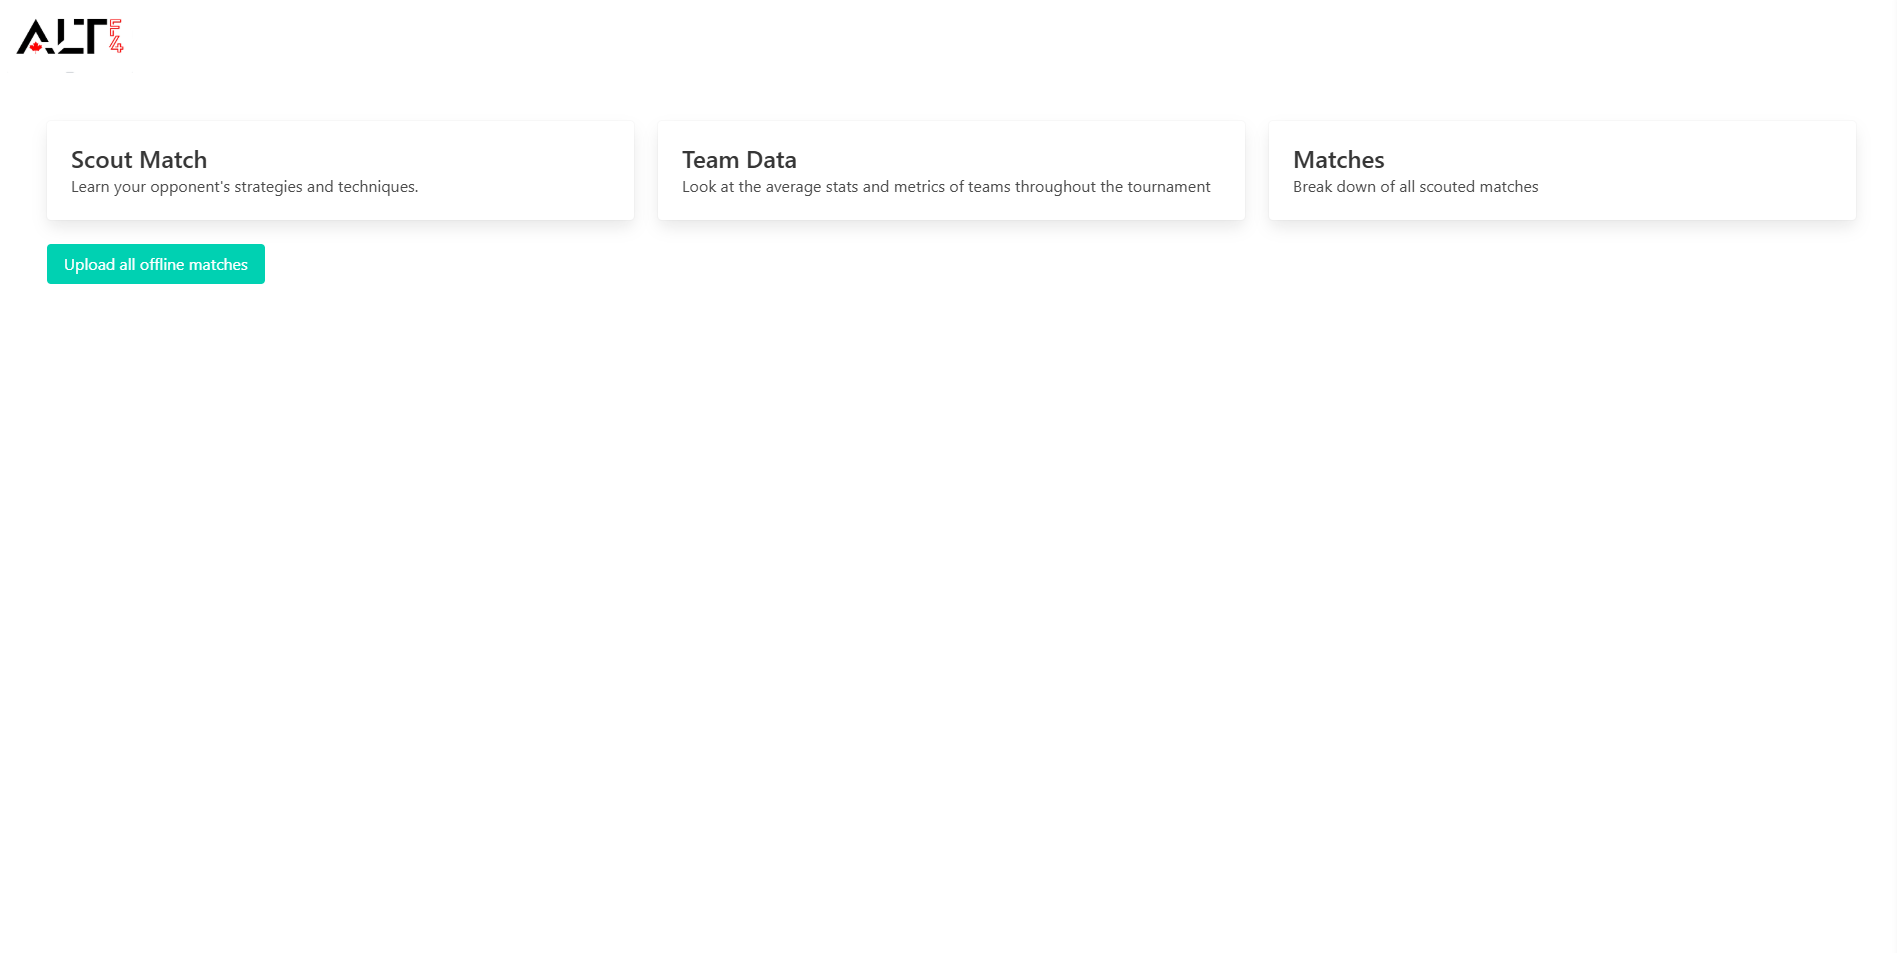 ALT F4
Scout Match
Learn your opponent's strategies and techniques.
Team Data
Look at the average stats and metrics of teams throughout the tournament
Matches
Break down of all scouted matches
Upload all offline matches